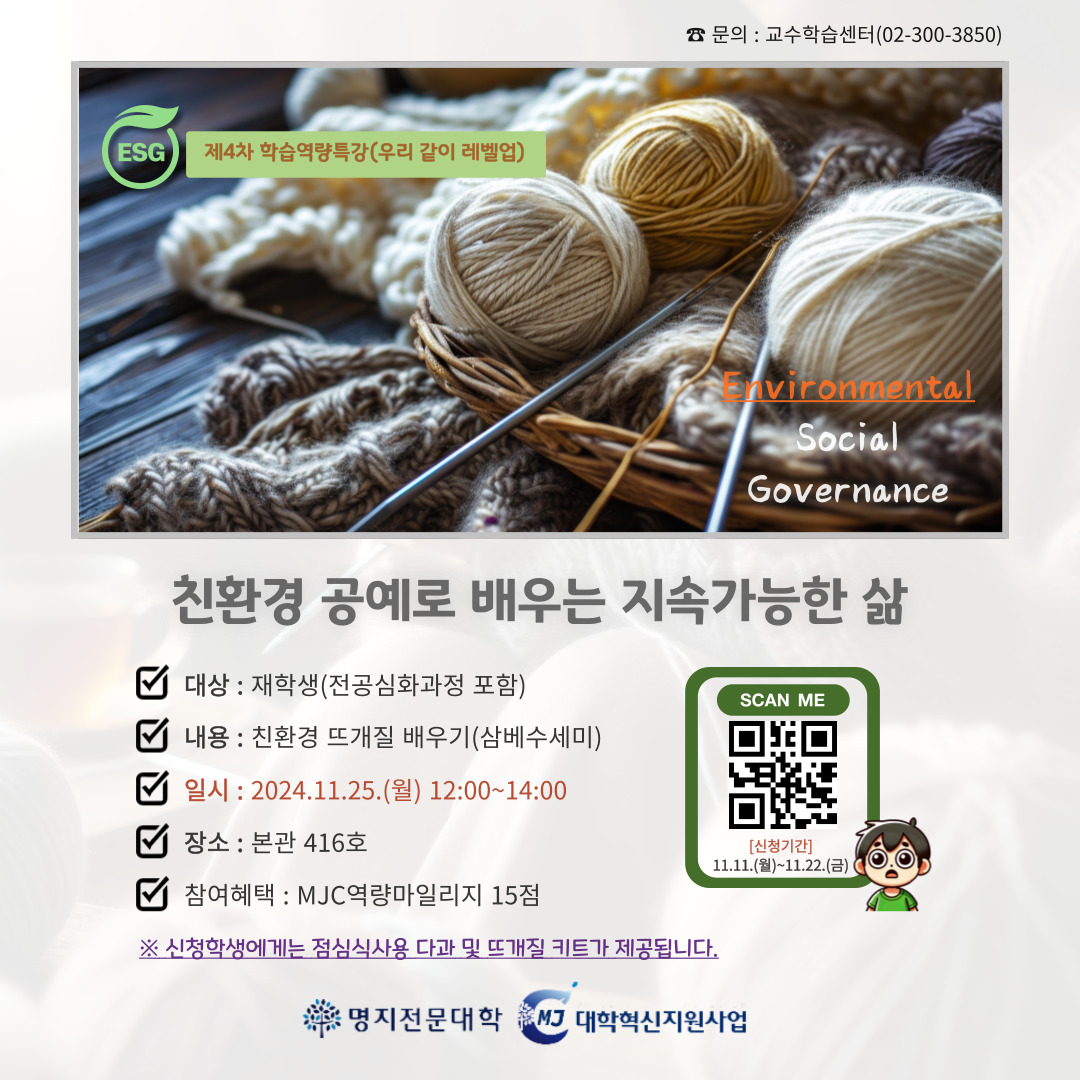 ☎ 문의 : 교수학습센터(02-300-3850)
ESG
제4차 학습역량특강(우리 같이 레벨업)
Environmental
Social
Governance
친환경 공예로 배우는 지속가능한 삶
대상 : 재학생(전공심화과정 포함)
내용 : 친환경 뜨개질 배우기(삼베수세미)
일시 : 2024.11.25.(월) 12:00~14:00
장소 : 본관 416호
참여혜택 : MJC역량마일리지 15점
SCAN ME
[신청기간]
11.11.(월)~11.22.(금)
※ 신청학생에게는 점심식사용 다과 및 뜨개질 키트가 제공됩니다.
명지전문대학
MJ 대학혁신지원사업